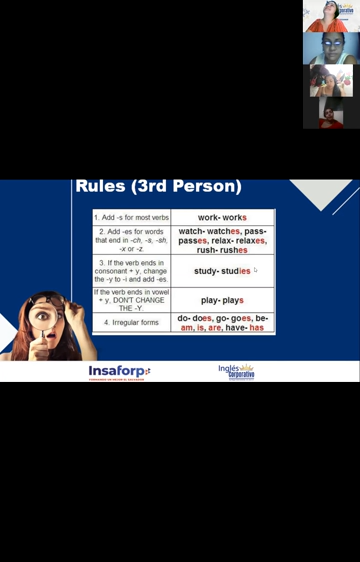 Rules (3rd Person)
1. Add -s for most verbs
work- works
2. Add -es for words
that end in -ch, -s, -sh,
-x or -z.
watch- watches, pass-
passes, relax- relaxes,
rush- rushes
3. If the verb ends in
consonant + y, change
the -y to -i and add -es.
study- studies
If the verb ends in vowel
+ y, DON'T CHANGE
THE -Y.
play- plays
4. Irregular forms
do- does, go- goes, be-
am, is, are, have- has
Insaforp
Inglés
Corporativo